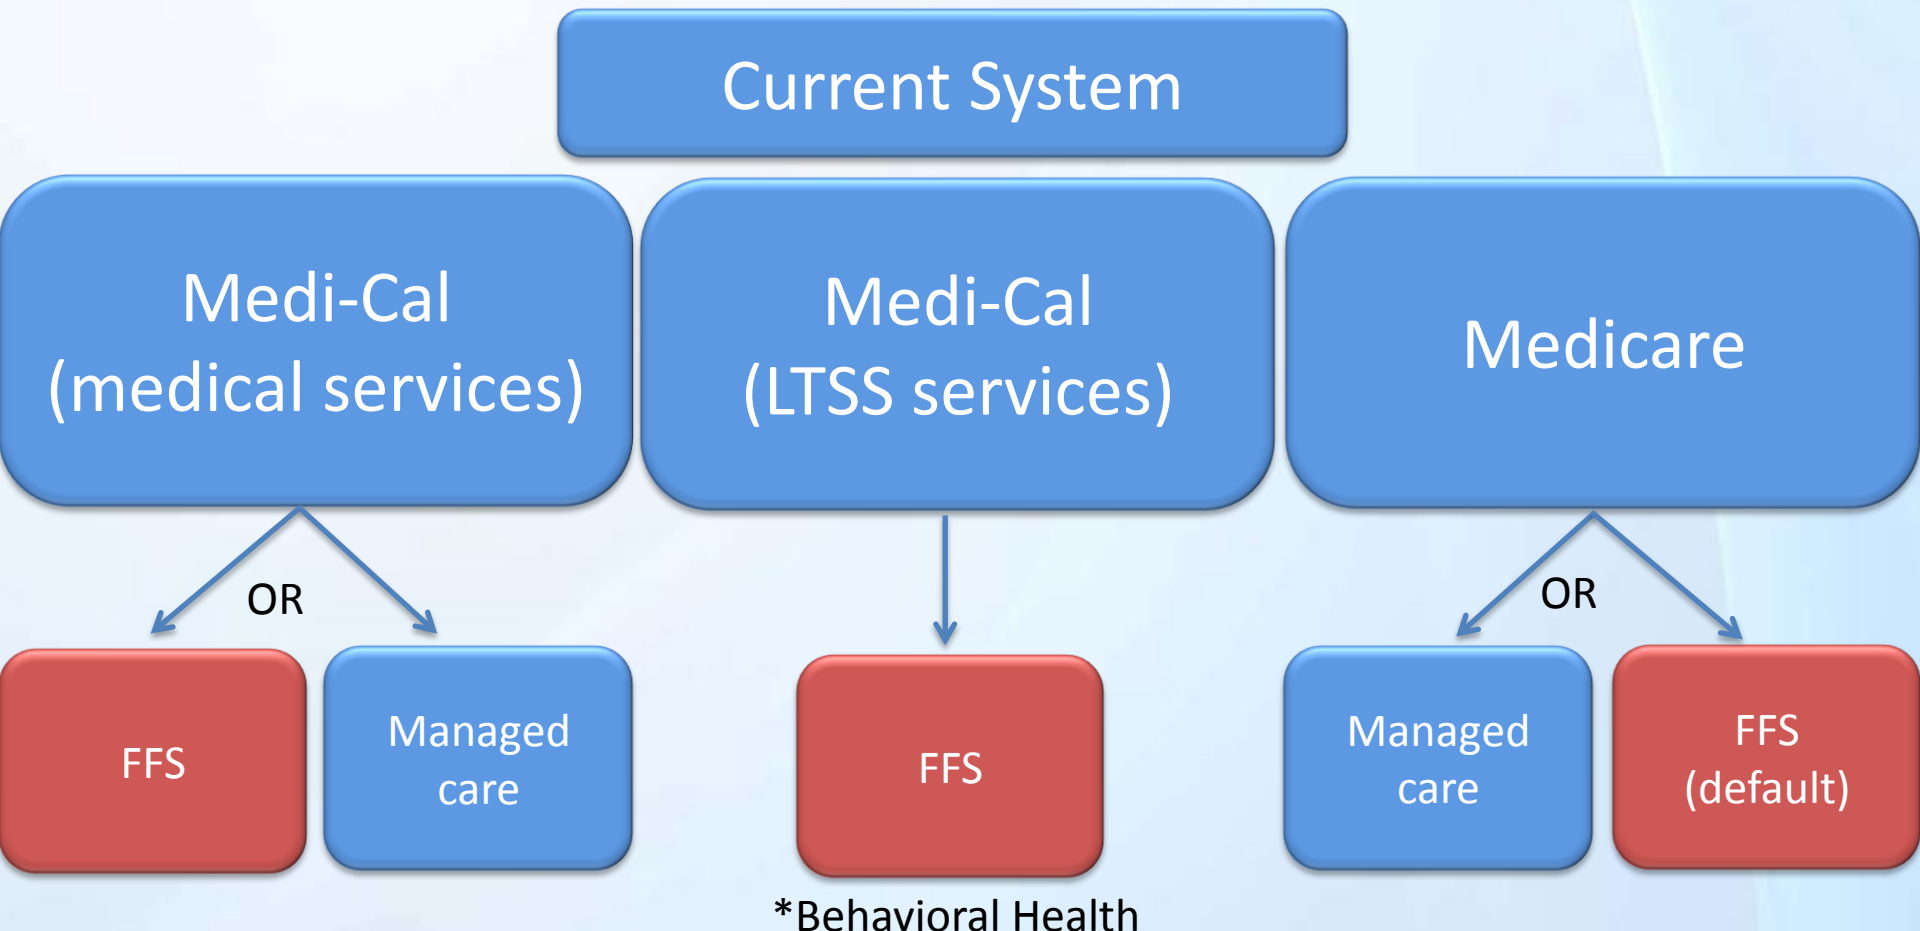 Current System
Medi-Cal
(medical services)
Medi-Cal
(LTSS services)
Medicare
OR
OR
FFS
Managed
care
FFS
Managed
care
FFS
(default)
*Behavioral Health